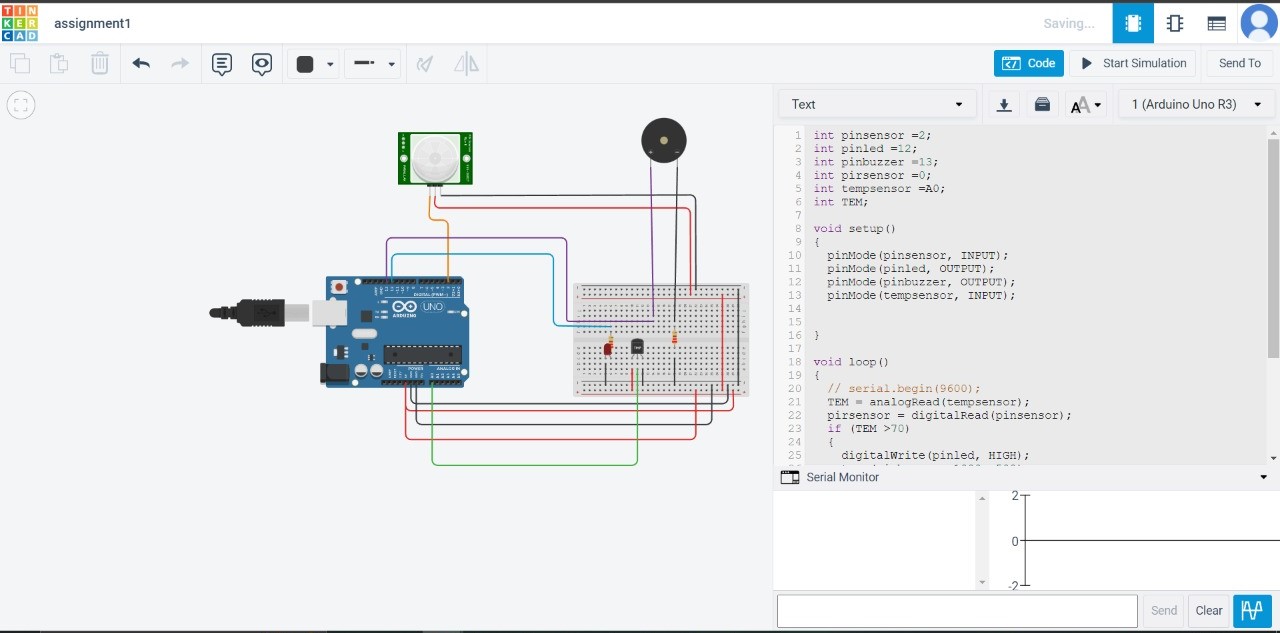 TIN
KER
CAD
assignment1
Saving...
Code
Start Simulation
Send To
Text
1 (Arduino Uno R3)
1 int pinsensor =2;
2 int pinled =12;
3 int pinbuzzer =13;
4 int pirsensor =0;
5 int tempsensor =A0;
6 int TEM;
7
8 void setup()
9 {
10 pinMode(pinsensor, INPUT);
11 pinMode(pinled, OUTPUT);
12 pinMode(pinbuzzer, OUTPUT);
13 pinMode(tempsensor, INPUT);
14
15
16 }
17
18 void loop()
19 {
20 // serial.begin(9600);
21 TEM = analogRead(tempsensor);
22 pirsensor = digitalRead(pinsensor);
23 if (TEM >70)
24 {
25 digitalWrite(pinled, HIGH);
DIGITAL (PWM~)
UNO
ARDUINO
POWER
ANALOG IN
TMP
Serial Monitor
2
0
-2
Send
Clear